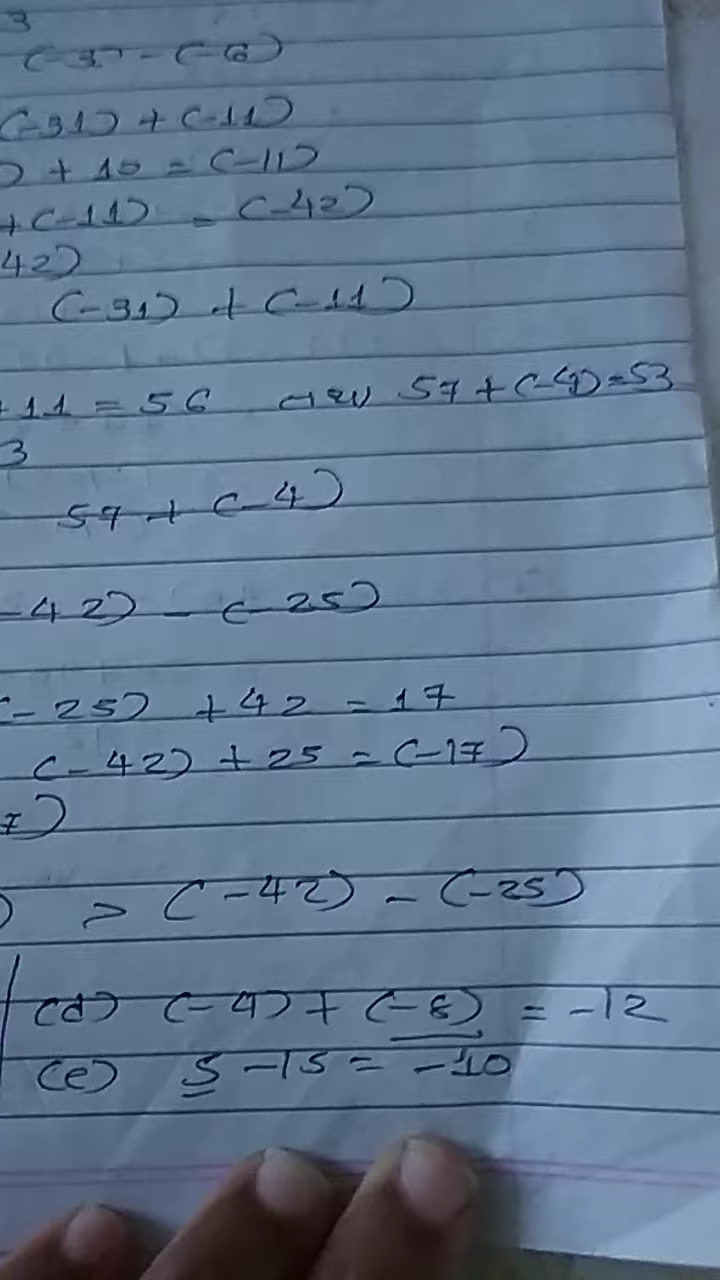 3
(-3) - (-6)
(-31) + (-11)
) + 10 = (-11)
+(-11) = (-42)
42)
(-31) + (-11)
+11 = 56 57 + (-4) = 53
3
57 + (-4)
-42) - (-25)
(-25) + 42 = 17
(-42) + 25 = (-17)
7)
) > (-42) - (-25)
(d) (-4) + (-8) = -12
(e) 5 - 15 = -10